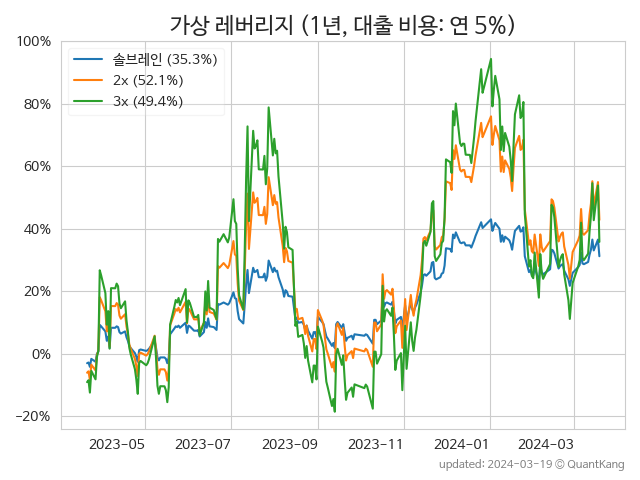 가상 레버리지 (1년, 대출 비용: 연 5%)
100%
80%
60%
40%
20%
0%
−20%
솔브레인 (35.3%)
2x (52.1%)
3x (49.4%)
2023−05 2023−07 2023−09 2023−11 2024−01 2024−03
updated: 2024-03-19 © QuantKang